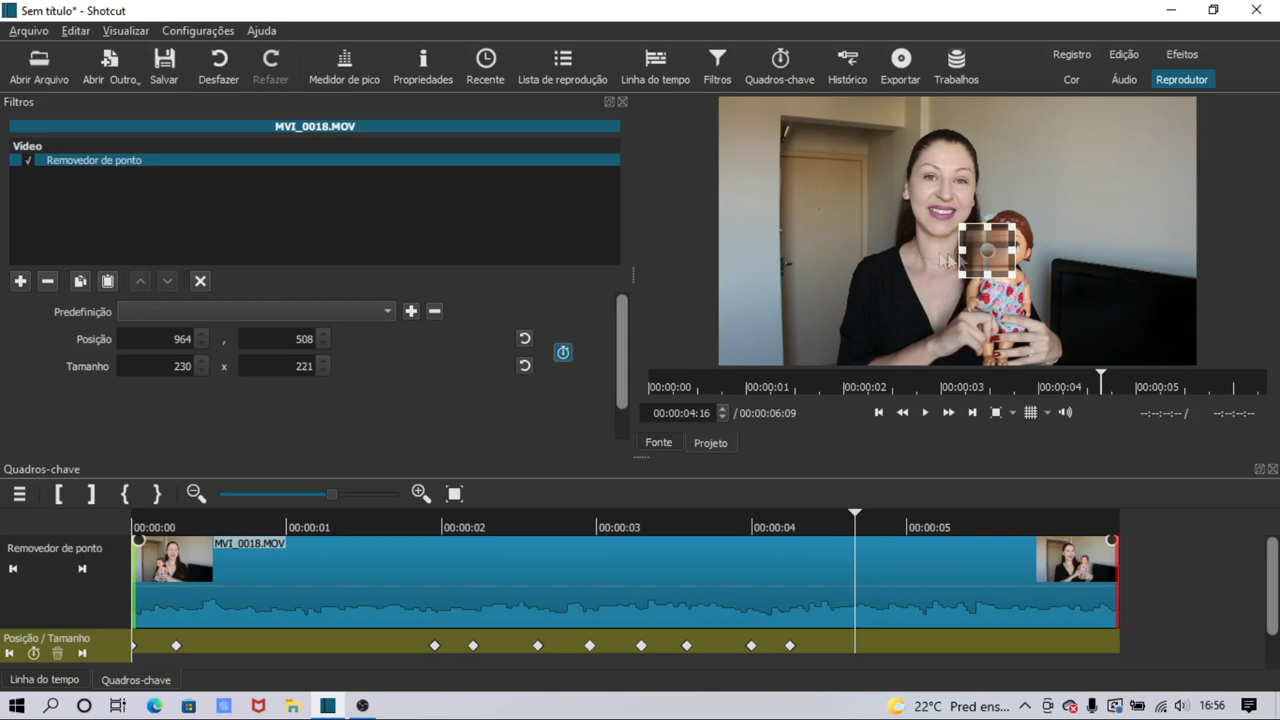 Sem título* - Shotcut
Arquivo Editar Visualizar Configurações Ajuda
Abrir Arquivo Abrir Outro... Salvar Desfazer Refazer Medidor de pico Propriedades Recente Lista de reprodução Linha do tempo Filtros Quadros-chave Histórico Exportar Trabalhos
Registro Edição Efeitos
Cor Áudio Reprodutor
Filtros
MVI_0018.MOV
Vídeo
Removedor de ponto
Predefinição
Posição 964 , 508
Tamanho 230 x 221
00:00:00 00:00:01 00:00:02 00:00:03 00:00:04 00:00:05
00:00:04:16 / 00:00:06:09 --:--:--:-- / --:--:--:--
Fonte Projeto
Quadros-chave
00:00:00 00:00:01 00:00:02 00:00:03 00:00:04 00:00:05
Removedor de ponto
MVI_0018.MOV
Posição / Tamanho
Linha do tempo Quadros-chave
22°C Pred ens... 16:56